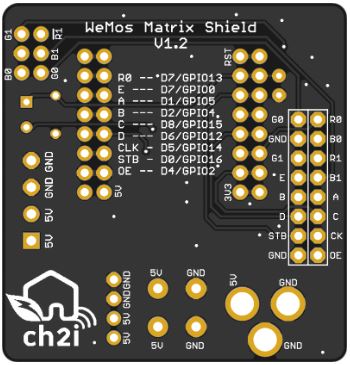 WeMos Matrix Shield
V1.2
G1 R1
B1
B0 G0
RST
R0 --- D7/GPIO13
E --- D7/GPIO0
A --- D1/GPIO5
B --- D2/GPIO4
C --- D8/GPIO15
D --- D6/GPIO12
CLK - D5/GPIO14
STB - D0/GPIO16
OE --- D4/GPIO2
5V
3V3
G0 R0
GND B0
G1 R1
E B1
B A
D C
STB CK
GND OE
GND
GND
5V
5V
ch2i
GND
GND
5V
5V
5V GND
5V GND
5V
GND
GND